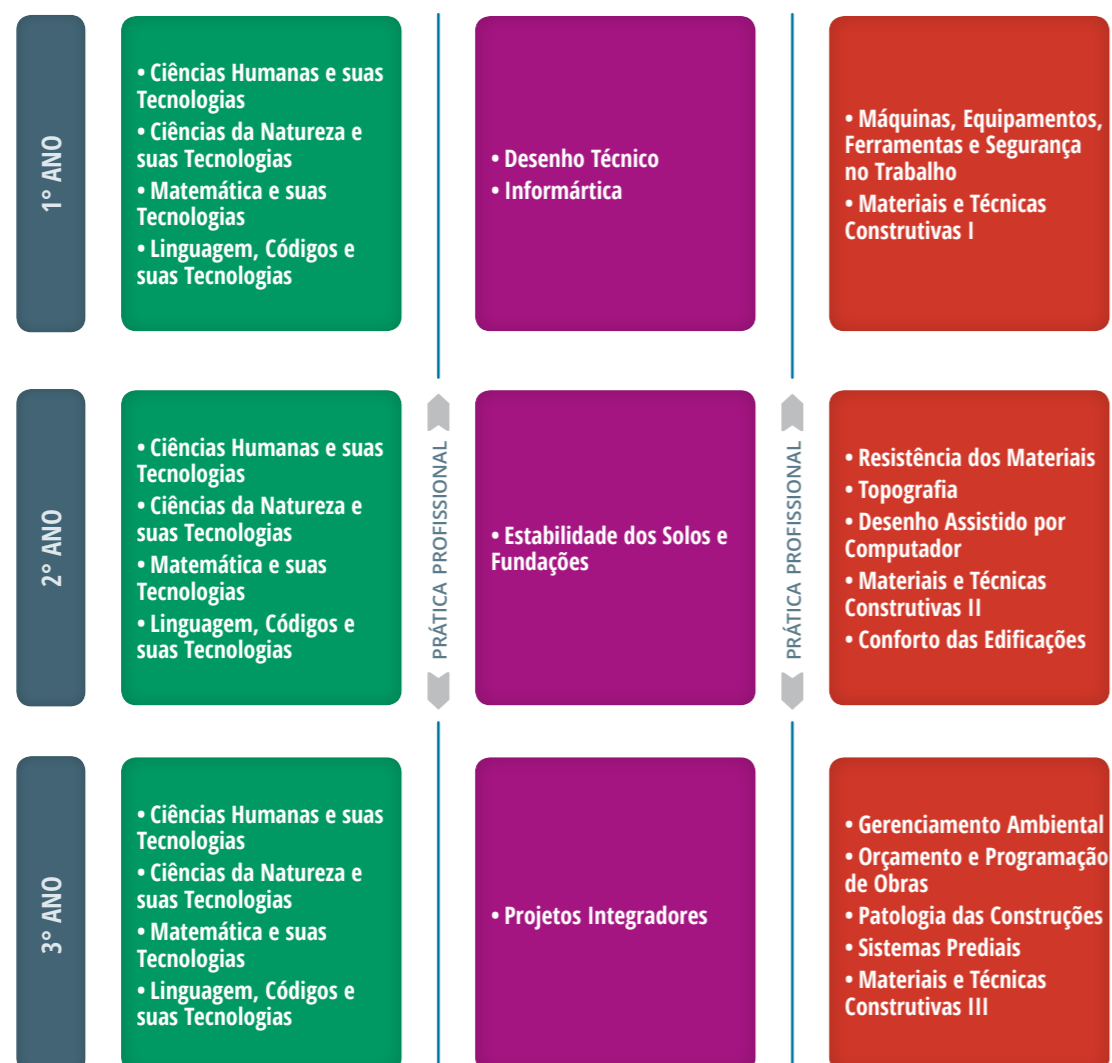 1° ANO
• Ciências Humanas e suas
Tecnologias
• Ciências da Natureza e
suas Tecnologias
• Matemática e suas
Tecnologias
• Linguagem, Códigos e
suas Tecnologias
• Desenho Técnico
• Informártica
• Máquinas, Equipamentos,
Ferramentas e Segurança
no Trabalho
• Materiais e Técnicas
Construtivas I
2° ANO
• Ciências Humanas e suas
Tecnologias
• Ciências da Natureza e
suas Tecnologias
• Matemática e suas
Tecnologias
• Linguagem, Códigos e
suas Tecnologias
PRÁTICA PROFISSIONAL
• Estabilidade dos Solos e
Fundações
PRÁTICA PROFISSIONAL
• Resistência dos Materiais
• Topografia
• Desenho Assistido por
Computador
• Materiais e Técnicas
Construtivas II
• Conforto das Edificações
3° ANO
• Ciências Humanas e suas
Tecnologias
• Ciências da Natureza e
suas Tecnologias
• Matemática e suas
Tecnologias
• Linguagem, Códigos e
suas Tecnologias
• Projetos Integradores
• Gerenciamento Ambiental
• Orçamento e Programação
de Obras
• Patologia das Construções
• Sistemas Prediais
• Materiais e Técnicas
Construtivas III